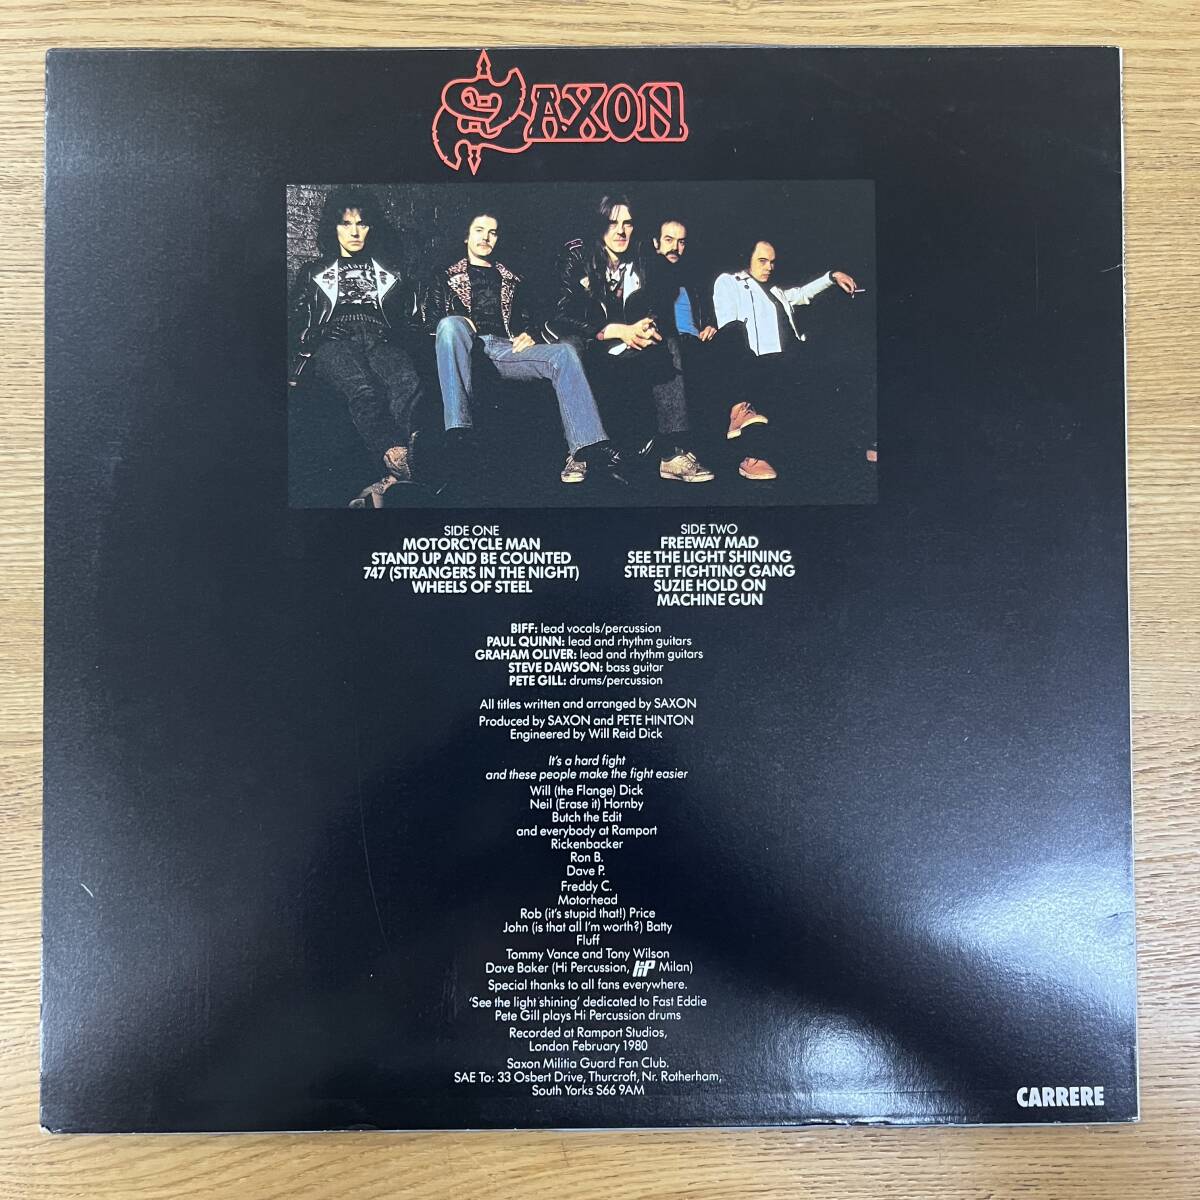 SAXON
SIDE ONE
MOTORCYCLE MAN
STAND UP AND BE COUNTED
747 (STRANGERS IN THE NIGHT)
WHEELS OF STEEL
SIDE TWO
FREEWAY MAD
SEE THE LIGHT SHINING
STREET FIGHTING GANG
SUZIE HOLD ON
MACHINE GUN
BIFF: lead vocals/percussion
PAUL QUINN: lead and rhythm guitars
GRAHAM OLIVER: lead and rhythm guitars
STEVE DAWSON: bass guitar
PETE GILL: drums/percussion
All titles written and arranged by SAXON
Produced by SAXON and PETE HINTON
Engineered by Will Reid Dick
It's a hard fight
and these people make the fight easier
Will (the Flange) Dick
Neil (Erase it) Hornby
Butch the Edit
and everybody at Ramport
Rickenbacker
Ron B.
Dave P.
Freddy C.
Motorhead
Rob (it's stupid that!) Price
John (is that all I'm worth?) Batty
Fluff
Tommy Vance and Tony Wilson
Dave Baker (Hi Percussion, HP Milan)
Special thanks to all fans everywhere.
'See the light shining' dedicated to Fast Eddie
Pete Gill plays Hi Percussion drums
Recorded at Ramport Studios,
London February 1980
Saxon Militia Guard Fan Club.
SAE To: 33 Osbert Drive, Thurcroft, Nr. Rotherham,
South Yorks S66 9AM
CARRERE